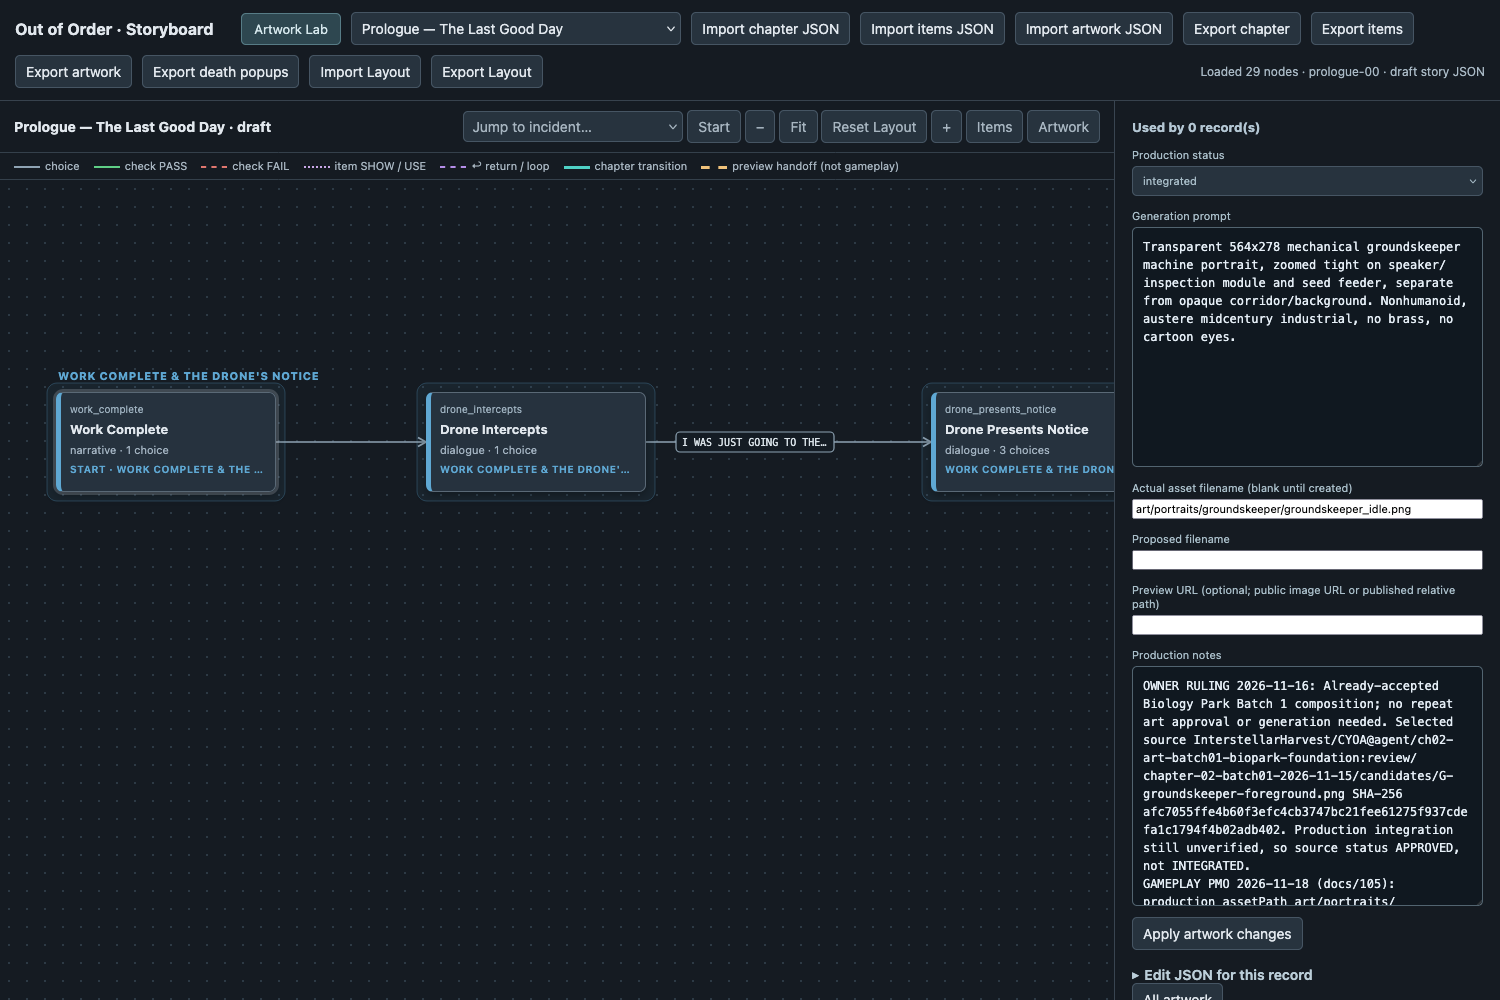 Out of Order · Storyboard
Artwork Lab
Prologue — The Last Good Day
Import chapter JSON
Import items JSON
Import artwork JSON
Export chapter
Export items
Export artwork
Export death popups
Import Layout
Export Layout
Loaded 29 nodes · prologue-00 · draft story JSON
Prologue — The Last Good Day · draft
Jump to incident...
Start
−
Fit
Reset Layout
+
Items
Artwork
choice
check PASS
check FAIL
item SHOW / USE
↩ return / loop
chapter transition
preview handoff (not gameplay)
WORK COMPLETE & THE DRONE'S NOTICE
work_complete
Work Complete
narrative · 1 choice
START · WORK COMPLETE & THE ...
drone_intercepts
Drone Intercepts
dialogue · 1 choice
WORK COMPLETE & THE DRONE'...
I WAS JUST GOING TO THE…
drone_presents_notice
Drone Presents Notice
dialogue · 3 choices
WORK COMPLETE & THE DRON
Used by 0 record(s)
Production status
integrated
Generation prompt
Transparent 564x278 mechanical groundskeeper
machine portrait, zoomed tight on speaker/
inspection module and seed feeder, separate
from opaque corridor/background. Nonhumanoid,
austere midcentury industrial, no brass, no
cartoon eyes.
Actual asset filename (blank until created)
art/portraits/groundskeeper/groundskeeper_idle.png
Proposed filename
Preview URL (optional; public image URL or published relative
path)
Production notes
OWNER RULING 2026-11-16: Already-accepted
Biology Park Batch 1 composition; no repeat
art approval or generation needed. Selected
source InterstellarHarvest/CYOA@agent/ch02-
art-batch01-biopark-foundation:review/
chapter-02-batch01-2026-11-15/candidates/G-
groundskeeper-foreground.png SHA-256
afc7055ffe4b60f3efc4cb3747bc21fee61275f937cde
fa1c1794f4b02adb402. Production integration
still unverified, so source status APPROVED,
not INTEGRATED.
GAMEPLAY PMO 2026-11-18 (docs/105):
production assetPath art/portraits/
Apply artwork changes
▸ Edit JSON for this record
All artwork